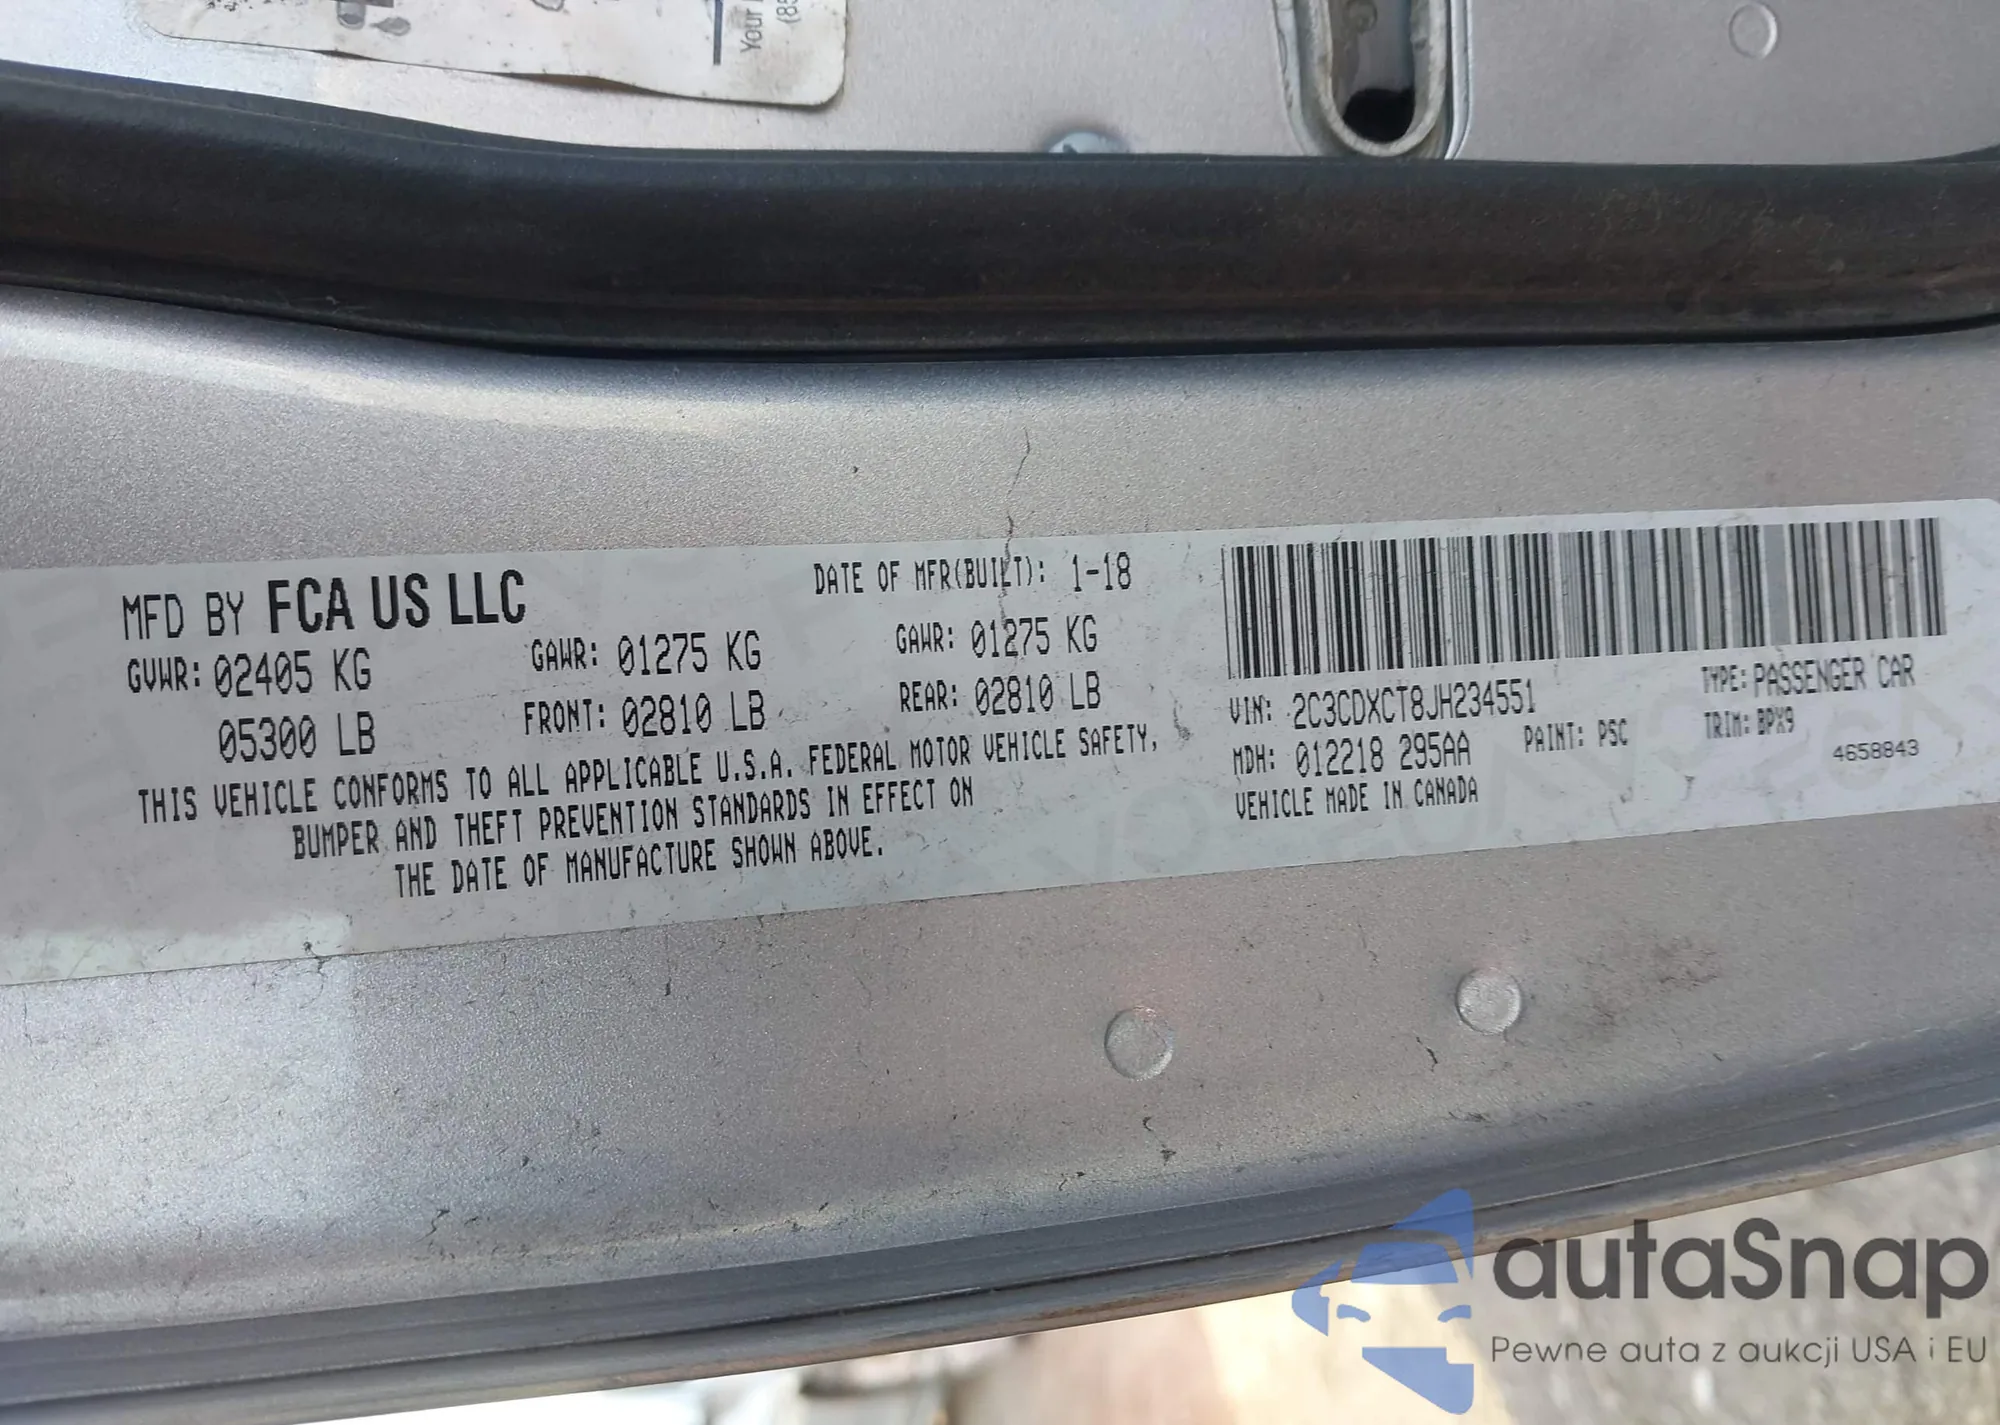 Your
(85
MFD BY FCA US LLC
DATE OF MFR(BUILT): 1-18
GVWR: 02405 KG
GAWR: 01275 KG
GAWR: 01275 KG
05300 LB
FRONT: 02810 LB
REAR: 02810 LB
THIS VEHICLE CONFORMS TO ALL APPLICABLE U.S.A. FEDERAL MOTOR VEHICLE SAFETY,
BUMPER AND THEFT PREVENTION STANDARDS IN EFFECT ON
THE DATE OF MANUFACTURE SHOWN ABOVE.
VIN: 2C3CDXCT8JH234551
TYPE: PASSENGER CAR
MDH: 012218 295AA
PAINT: PSC
TRIM: BPX9
4658843
VEHICLE MADE IN CANADA
autaSnap
Pewne auta z aukcji USA i EU